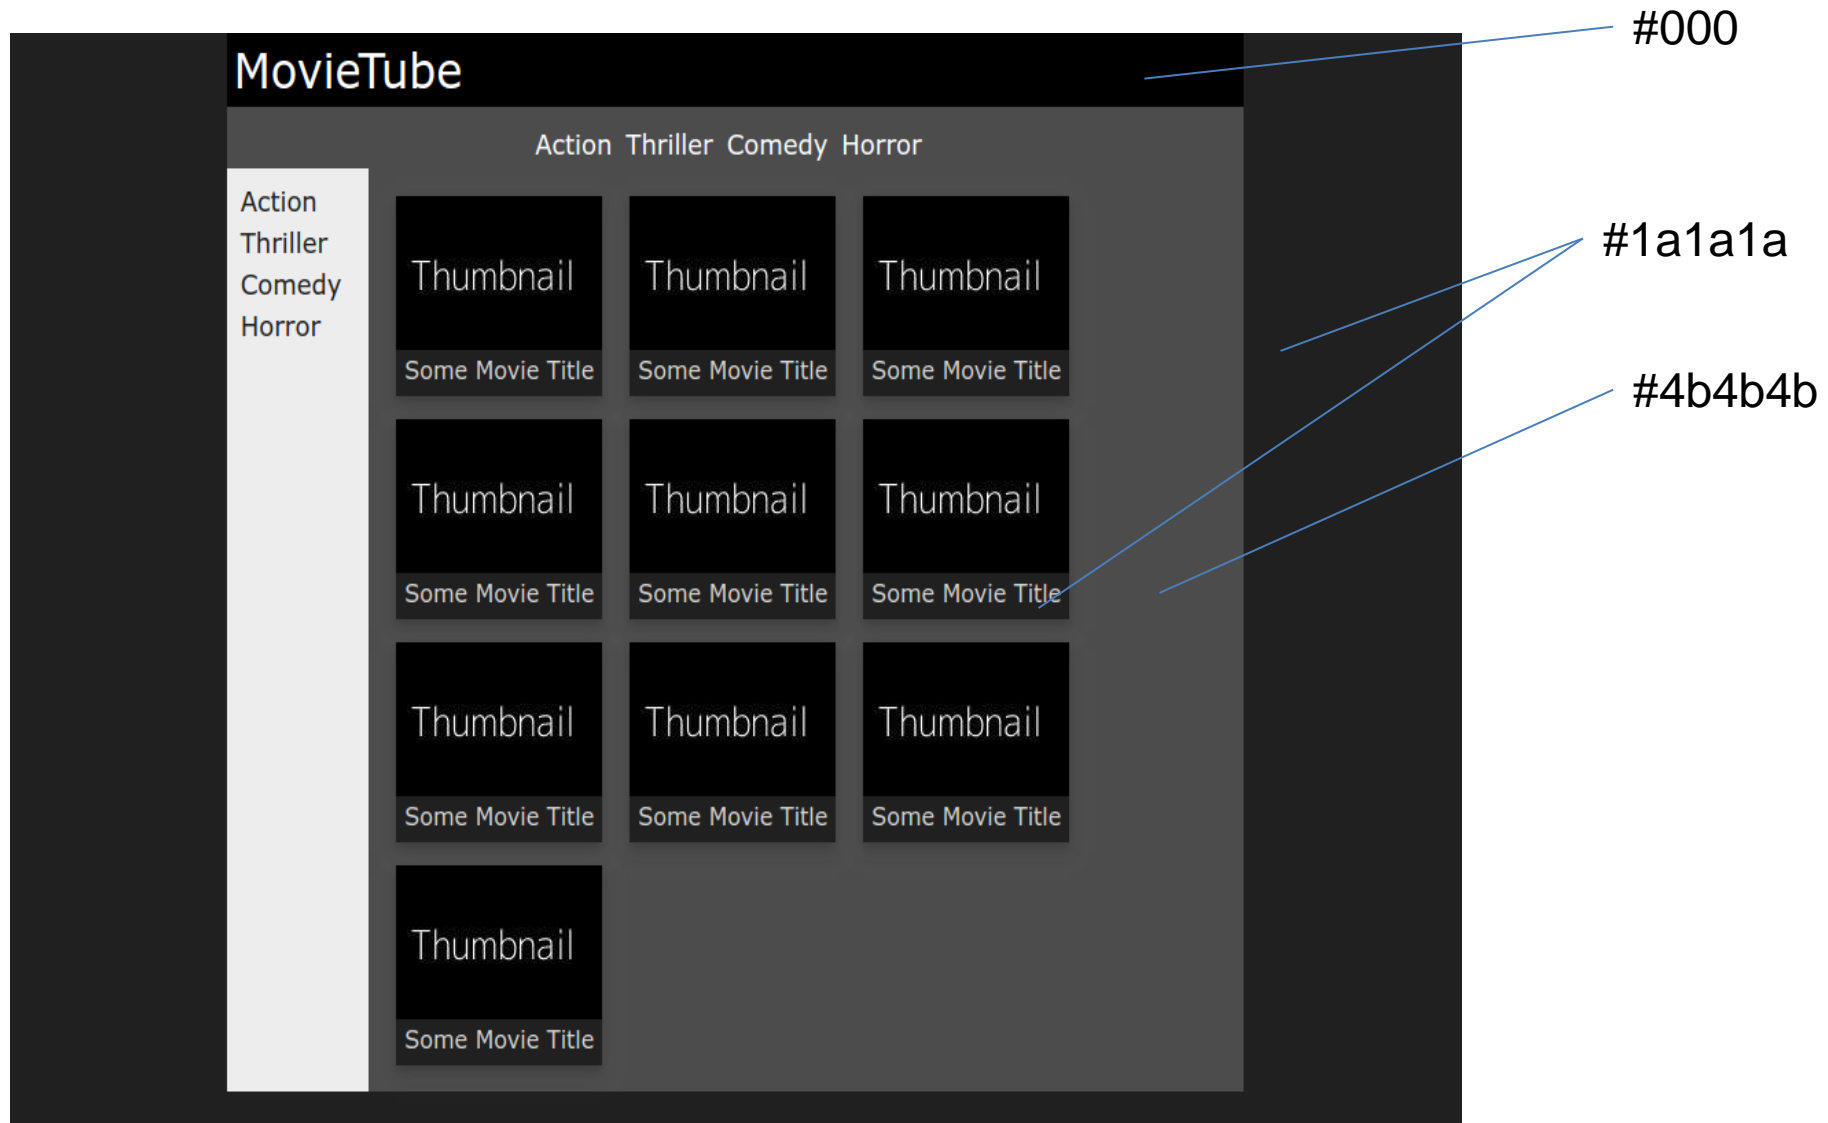 #000
MovieTube
Action Thriller Comedy Horror
Action
Thriller
Comedy
Horror
Thumbnail Thumbnail Thumbnail
Some Movie Title Some Movie Title Some Movie Title
Thumbnail Thumbnail Thumbnail
Some Movie Title Some Movie Title Some Movie Title
Thumbnail Thumbnail Thumbnail
Some Movie Title Some Movie Title Some Movie Title
Thumbnail
Some Movie Title
#1a1a1a
#4b4b4b